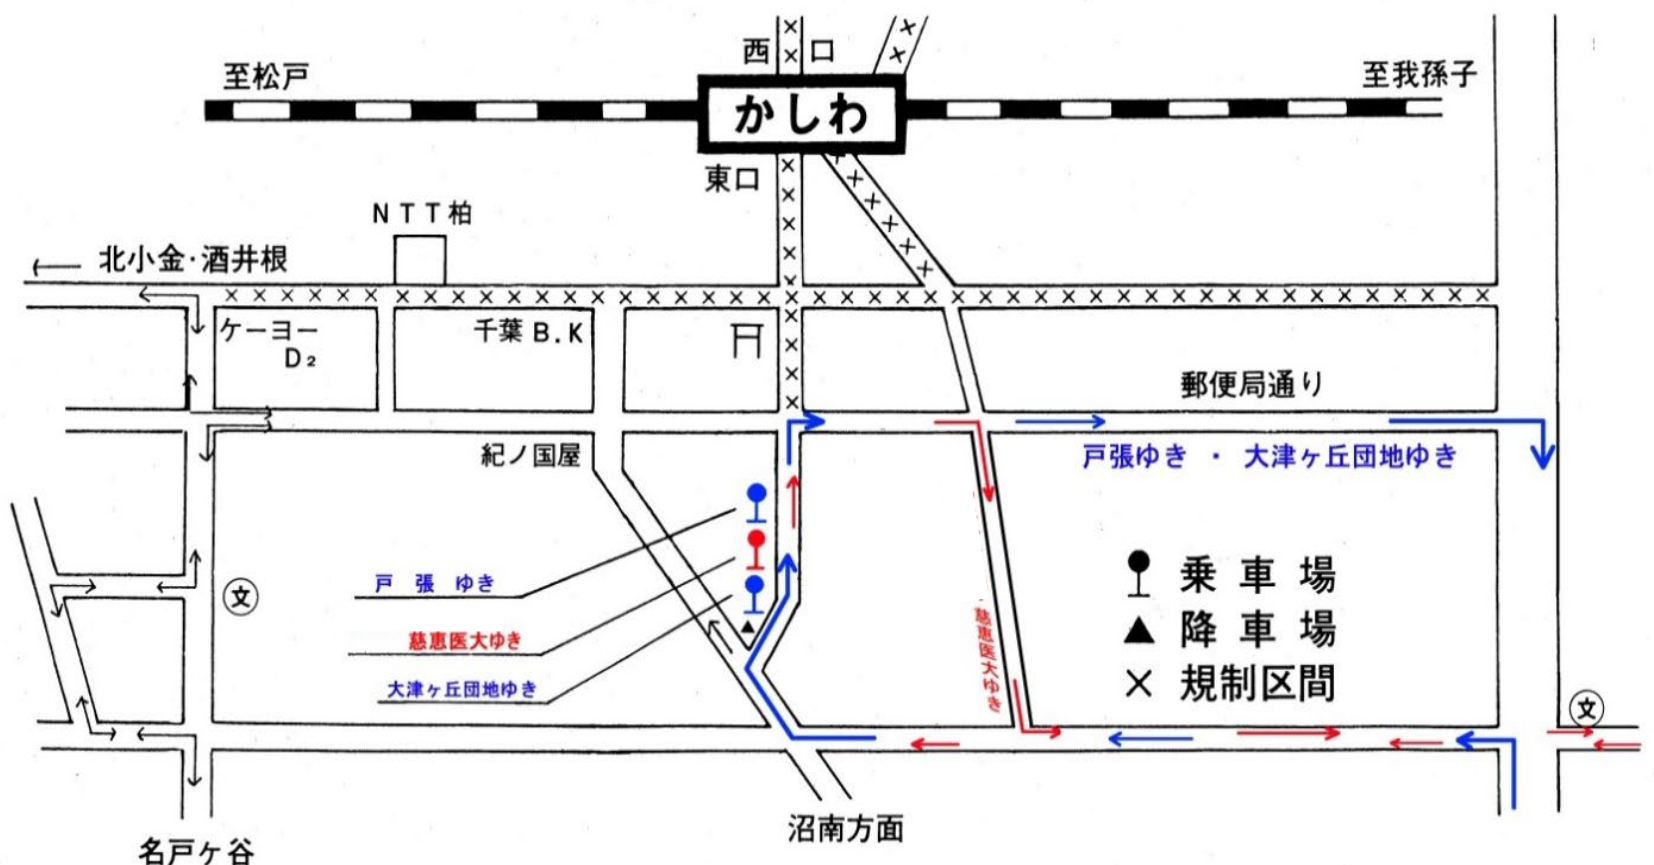 西口
至松戸
至我孫子
かしわ
東口
NTT柏
北小金・酒井根
ケーヨー
D2
千葉B.K
郵便局通り
紀ノ国屋
戸張ゆき ・ 大津ヶ丘団地ゆき
戸 張 ゆき
文
慈恵医大ゆき
大津ヶ丘団地ゆき
慈恵医大ゆき
乗車場
降車場
規制区間
文
沼南方面
名戸ヶ谷